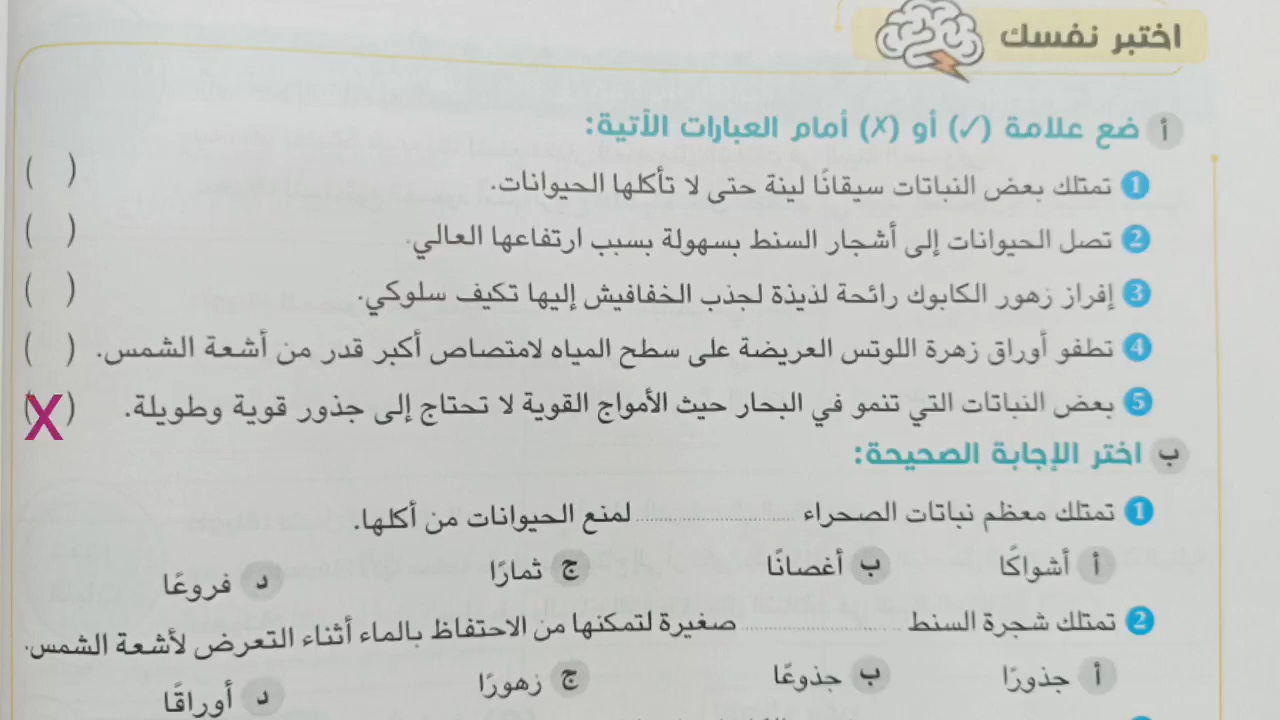 اختبر نفسك
أ ضع علامة (✓) أو (✗) أمام العبارات الآتية:
1 تمتلك بعض النباتات سيقانًا لينة حتى لا تأكلها الحيوانات. ( )
2 تصل الحيوانات إلى أشجار السنط بسهولة بسبب ارتفاعها العالي. ( )
3 إفراز زهور الكابوك رائحة لذيذة لجذب الخفافيش إليها تكيف سلوكي. ( )
4 تطفو أوراق زهرة اللوتس العريضة على سطح المياه لامتصاص أكبر قدر من أشعة الشمس. ( )
5 بعض النباتات التي تنمو في البحار حيث الأمواج القوية لا تحتاج إلى جذور قوية وطويلة. (X)
ب اختر الإجابة الصحيحة:
1 تمتلك معظم نباتات الصحراء ............ لمنع الحيوانات من أكلها.
أ أشواكًا ب أغصانًا ج ثمارًا د فروعًا
2 تمتلك شجرة السنط ............ صغيرة لتمكنها من الاحتفاظ بالماء أثناء التعرض لأشعة الشمس.
أ جذورًا ب جذوعًا ج زهورًا د أوراقًا